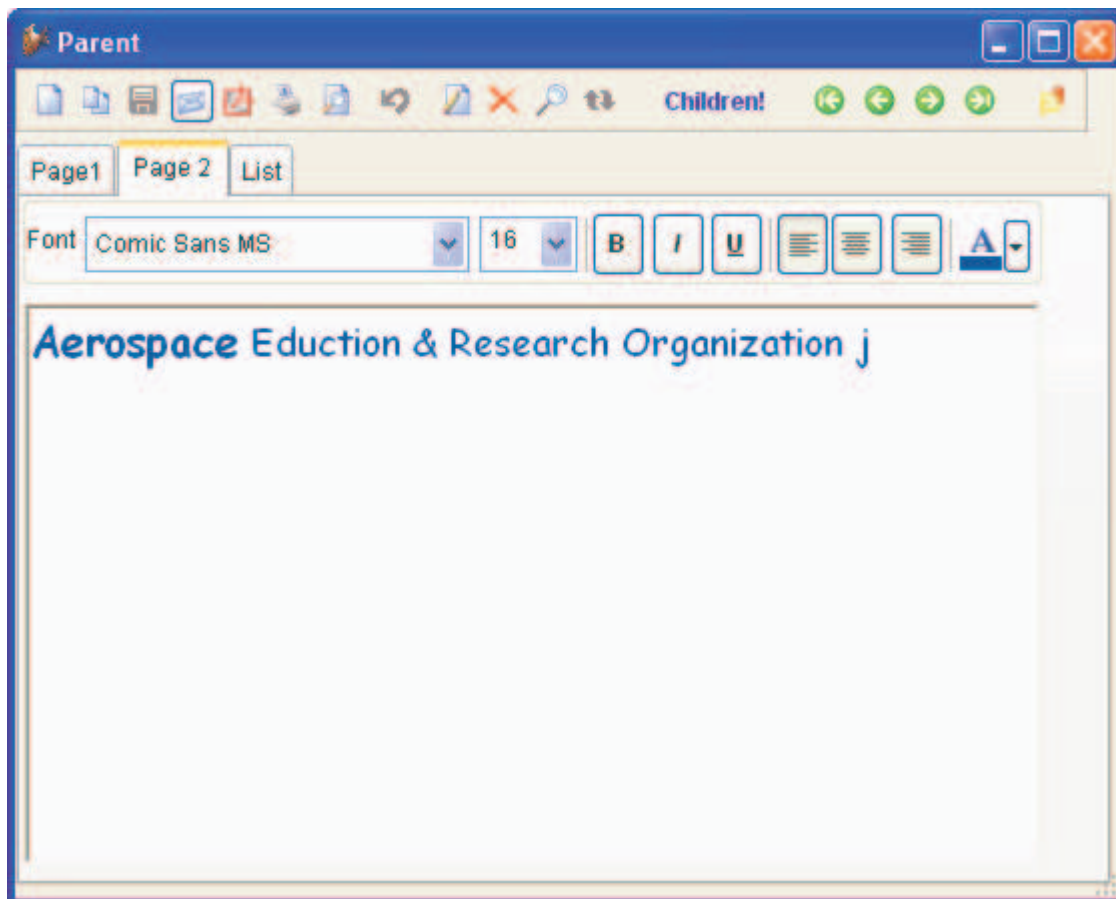 Parent
Children!
Page1 Page 2 List
Font Comic Sans MS 16 B I U A
Aerospace Eduction & Research Organization j